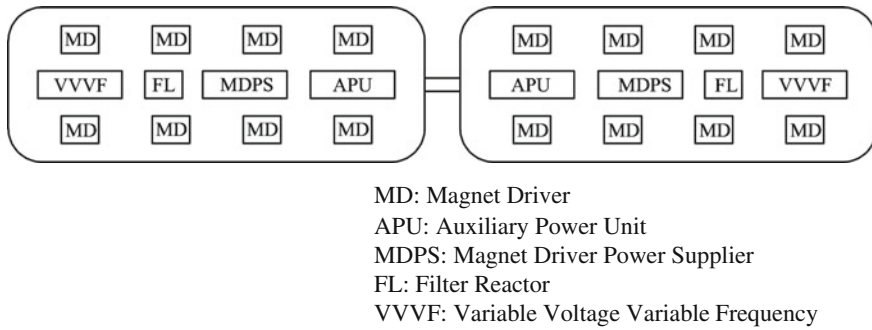 MD MD MD MD MD MD MD MD
VVVF FL MDPS APU APU MDPS FL VVVF
MD MD MD MD MD MD MD MD
MD: Magnet Driver
APU: Auxiliary Power Unit
MDPS: Magnet Driver Power Supplier
FL: Filter Reactor
VVVF: Variable Voltage Variable Frequency